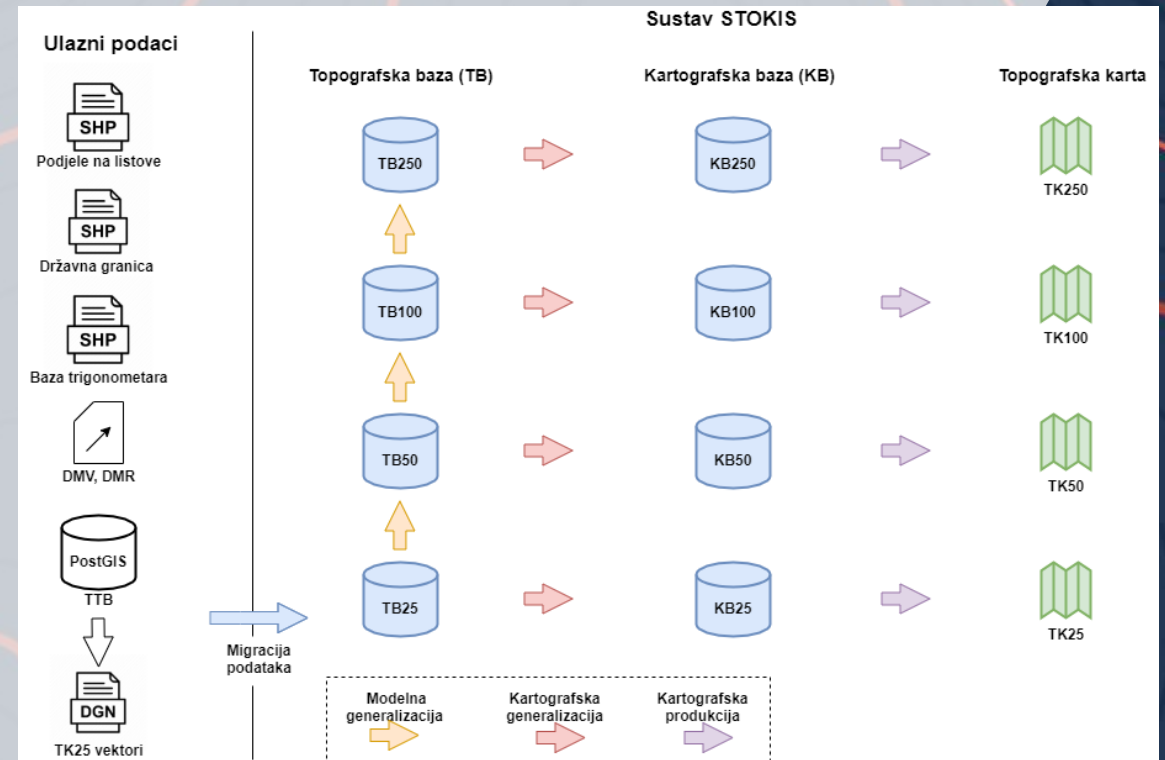 Sustav STOKIS
Ulazni podaci
Topografska baza (TB)
Kartografska baza (KB)
Topografska karta
SHP
Podjele na listove
SHP
Državna granica
SHP
Baza trigonometara
DMV, DMR
PostGIS
TTB
DGN
TK25 vektori
Migracija
podataka
TB250
KB250
TK250
TB100
KB100
TK100
TB50
KB50
TK50
TB25
KB25
TK25
Modelna
generalizacija
Kartografska
generalizacija
Kartografska
produkcija